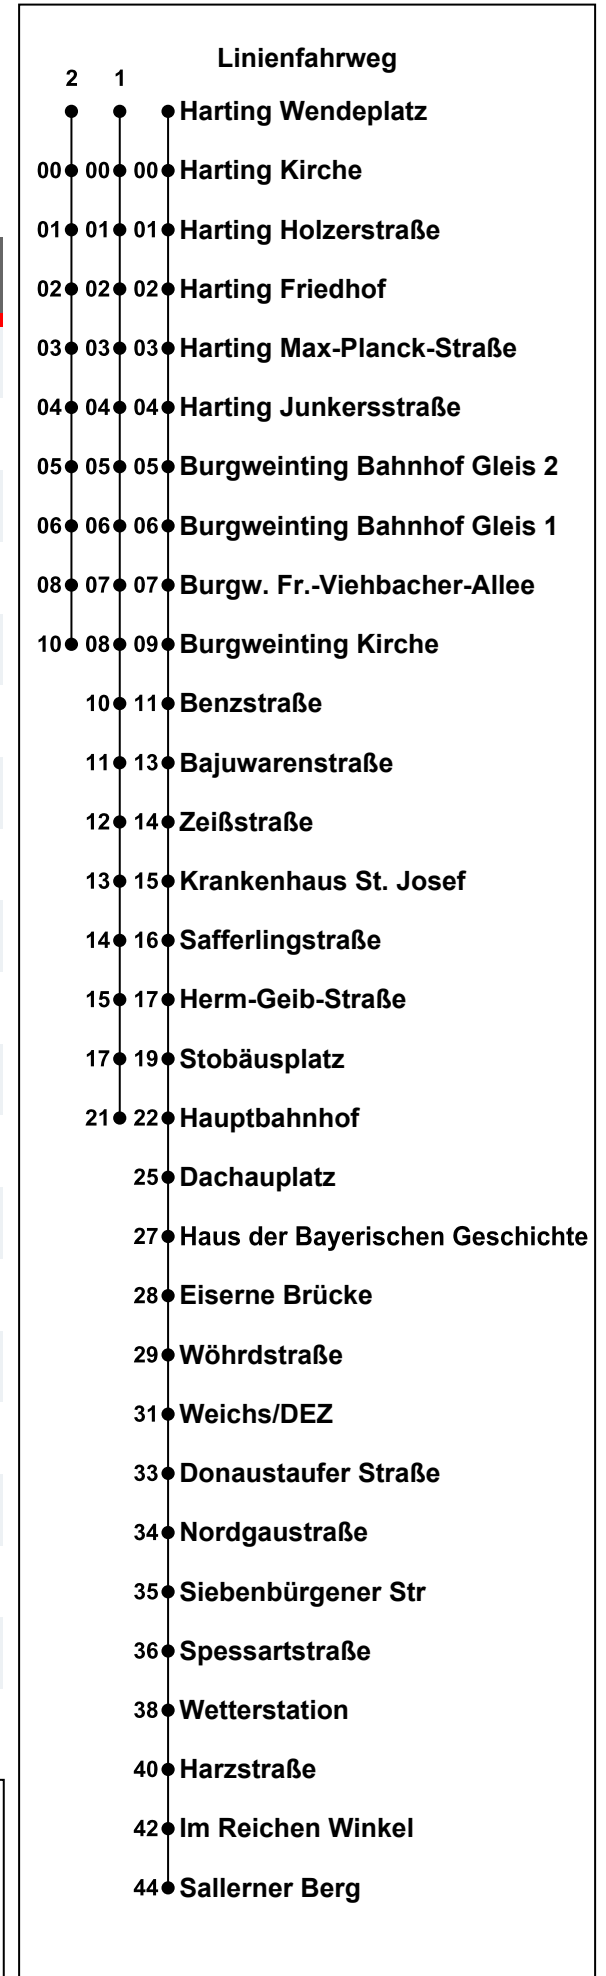 Linienfahrweg
2 1
Harting Wendeplatz
00 00 00 Harting Kirche
01 01 01 Harting Holzerstraße
02 02 02 Harting Friedhof
03 03 03 Harting Max-Planck-Straße
04 04 04 Harting Junkersstraße
05 05 05 Burgweinting Bahnhof Gleis 2
06 06 06 Burgweinting Bahnhof Gleis 1
08 07 07 Burgw. Fr.-Viehbacher-Allee
10 08 09 Burgweinting Kirche
10 11 Benzstraße
11 13 Bajuwarenstraße
12 14 Zeißstraße
13 15 Krankenhaus St. Josef
14 16 Safferlingstraße
15 17 Herm-Geib-Straße
17 19 Stobäusplatz
21 22 Hauptbahnhof
25 Dachauplatz
27 Haus der Bayerischen Geschichte
28 Eiserne Brücke
29 Wöhrdstraße
31 Weichs/DEZ
33 Donaustaufer Straße
34 Nordgaustraße
35 Siebenbürgener Str
36 Spessartstraße
38 Wetterstation
40 Harzstraße
42 Im Reichen Winkel
44 Sallerner Berg